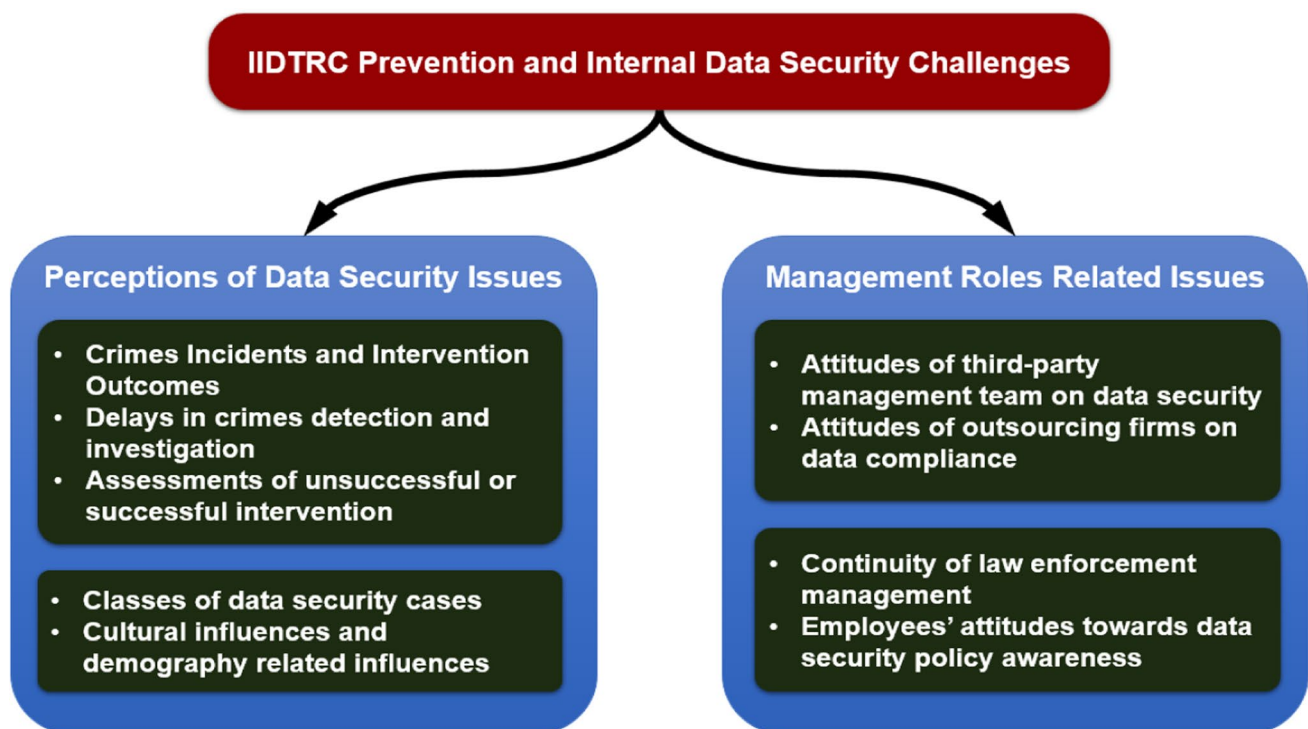 IIDTRC Prevention and Internal Data Security Challenges
Perceptions of Data Security Issues
• Crimes Incidents and Intervention
Outcomes
• Delays in crimes detection and
investigation
• Assessments of unsuccessful or
successful intervention
• Classes of data security cases
• Cultural influences and
demography related influences
Management Roles Related Issues
• Attitudes of third-party
management team on data security
• Attitudes of outsourcing firms on
data compliance
• Continuity of law enforcement
management
• Employees’ attitudes towards data
security policy awareness